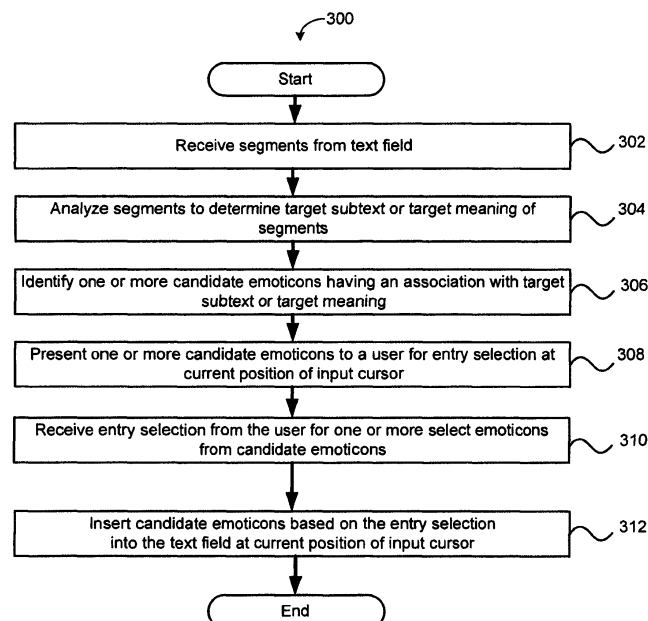 300
Start
Receive segments from text field
302
Analyze segments to determine target subtext or target meaning of
segments
304
Identify one or more candidate emoticons having an association with target
subtext or target meaning
306
Present one or more candidate emoticons to a user for entry selection at
current position of input cursor
308
Receive entry selection from the user for one or more select emoticons
from candidate emoticons
310
Insert candidate emoticons based on the entry selection
into the text field at current position of input cursor
312
End